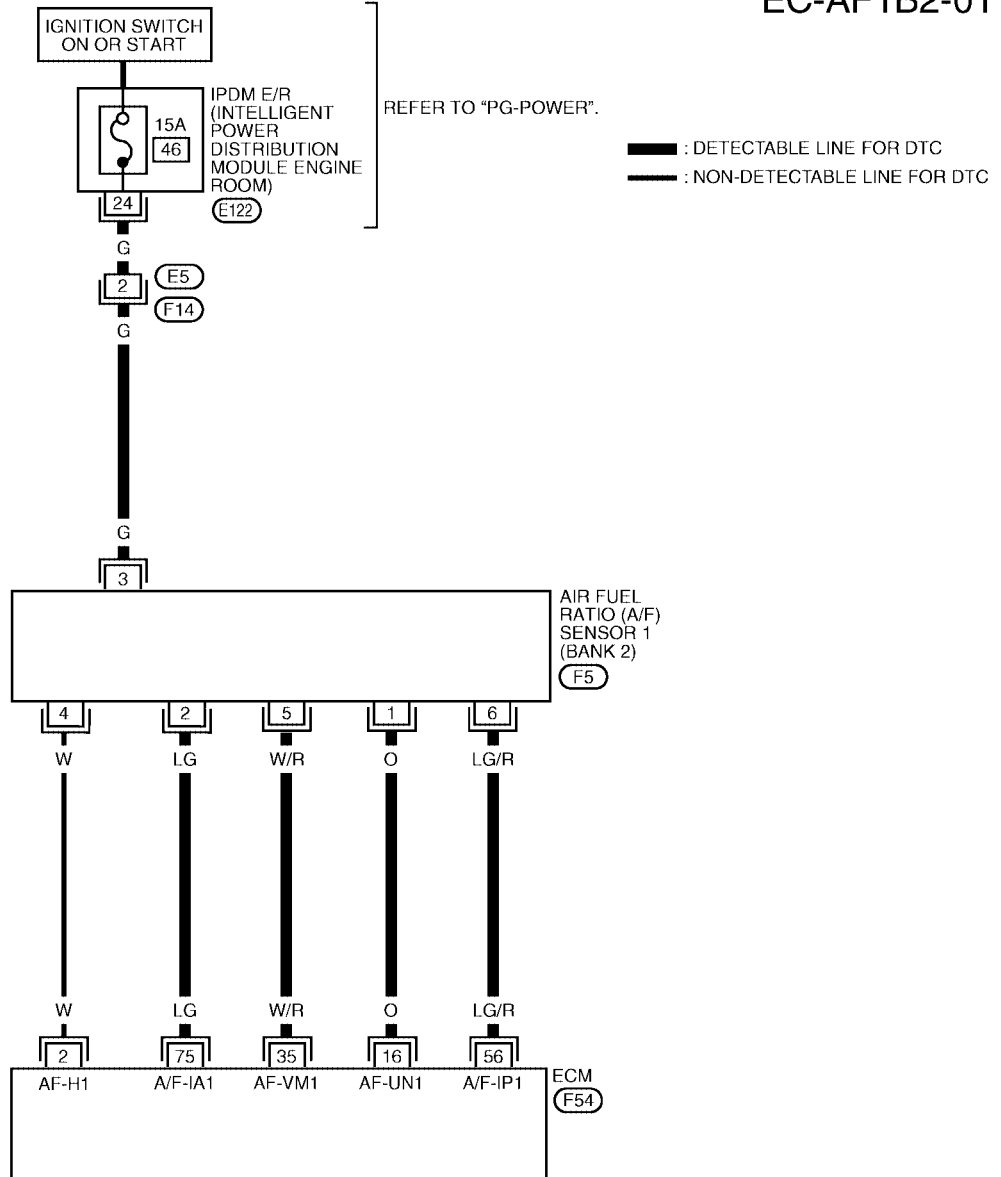 EC-AF1B2-01
IGNITION SWITCH
ON OR START
IPDM E/R
(INTELLIGENT
POWER
DISTRIBUTION
MODULE ENGINE
ROOM)
15A
46
REFER TO “PG-POWER”.
: DETECTABLE LINE FOR DTC
: NON-DETECTABLE LINE FOR DTC
24
E122
G
2
E5
F14
G
G
3
AIR FUEL
RATIO (A/F)
SENSOR 1
(BANK 2)
F5
4 2 5 1 6
W LG W/R O LG/R
W LG W/R O LG/R
2 75 35 16 56
AF-H1 A/F-IA1 AF-VM1 AF-UN1 A/F-IP1
ECM
F54